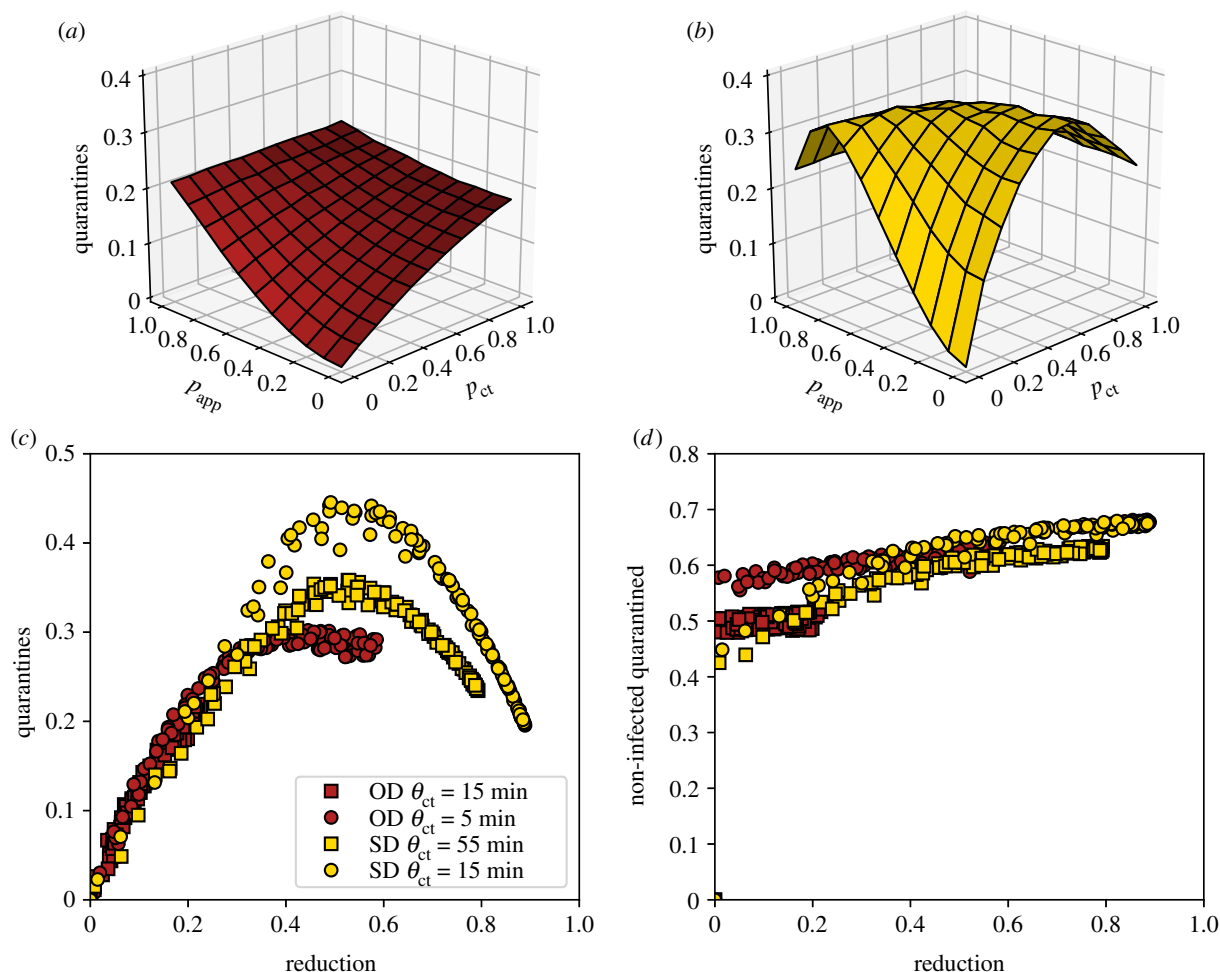 (a)
0.4
0.3
0.2
0.1
0
quarantines
1.0 0.8 0.6 0.4 0.2 0
p_app
0 0.2 0.4 0.6 0.8 1.0
p_ct
(b)
0.4
0.3
0.2
0.1
0
quarantines
1.0 0.8 0.6 0.4 0.2 0
p_app
0 0.2 0.4 0.6 0.8 1.0
p_ct
(c)
0.5
0.4
0.3
0.2
0.1
0
quarantines
OD θ_ct = 15 min
OD θ_ct = 5 min
SD θ_ct = 55 min
SD θ_ct = 15 min
0 0.2 0.4 0.6 0.8 1.0
reduction
(d)
0.8
0.7
0.6
0.5
0.4
0.3
0.2
0.1
0
non-infected quarantined
0 0.2 0.4 0.6 0.8 1.0
reduction